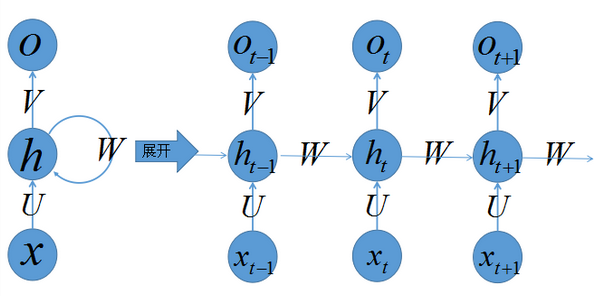 o o_{t-1} o_t o_{t+1}
V V V V
h W 展开 h_{t-1} W h_t W h_{t+1} W
U U U U
x x_{t-1} x_t x_{t+1}